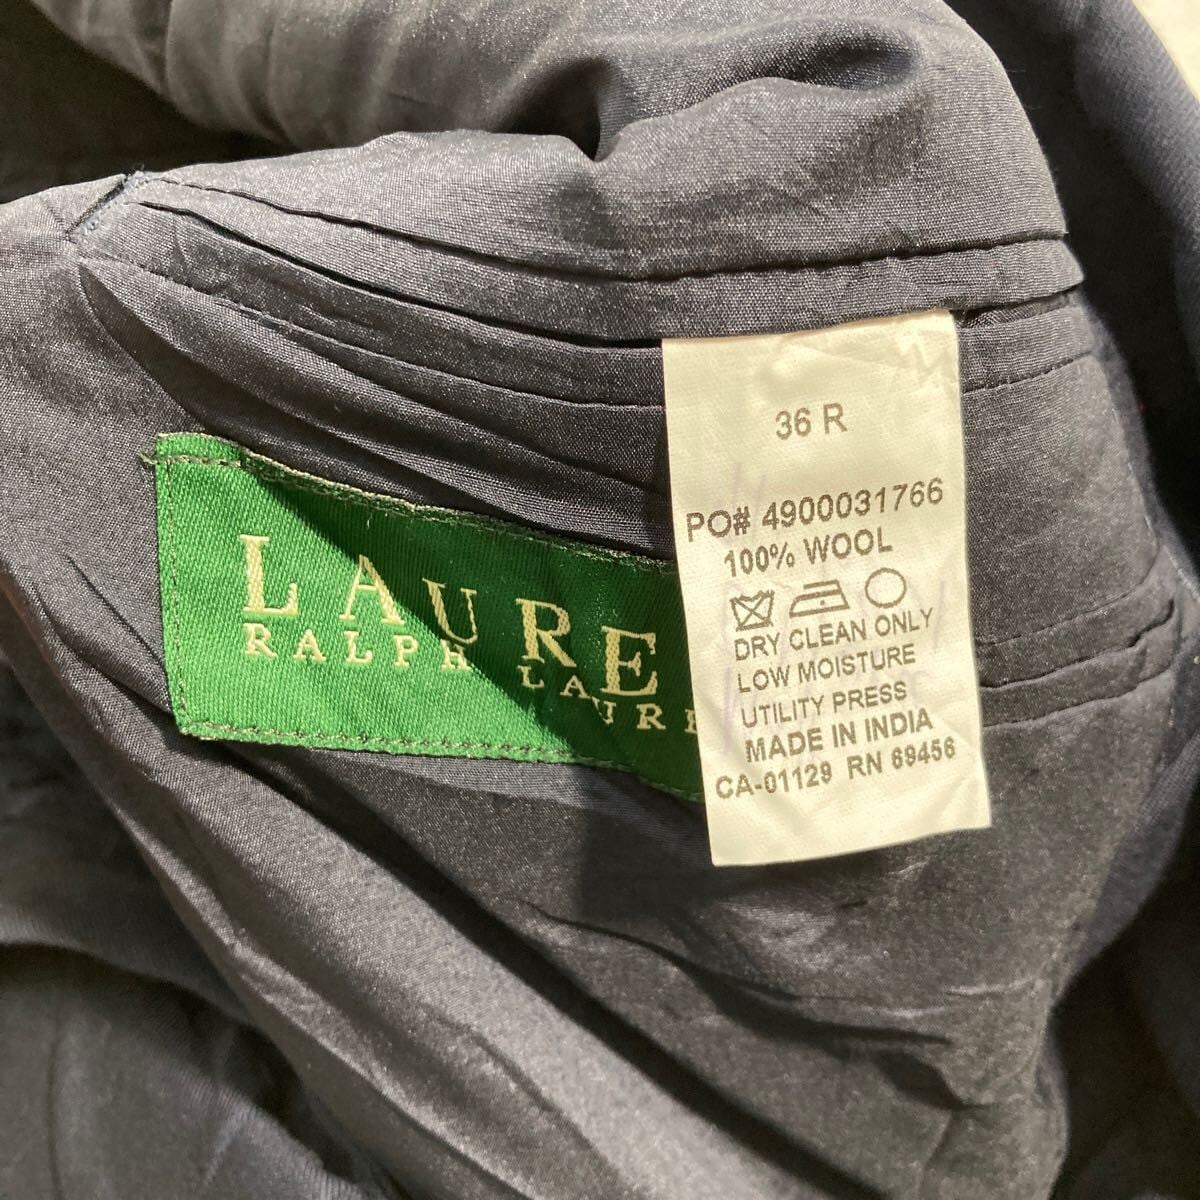 36 R
PO# 4900031766
100% WOOL
DRY CLEAN ONLY
LOW MOISTURE
UTILITY PRESS
MADE IN INDIA
CA-01129 RN 69456
LAURE
RALPH LAURE